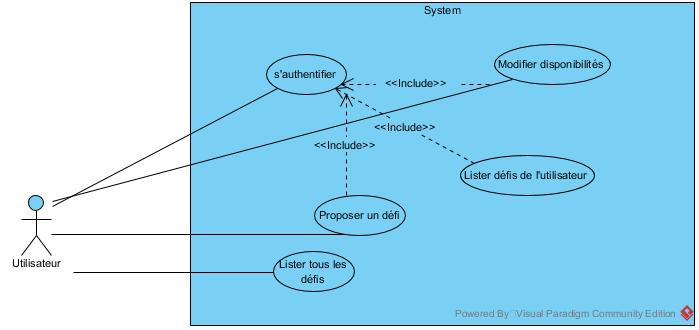 System
s'authentifier
Modifier disponibilités
<<Include>>
<<Include>>
<<Include>>
Lister défis de l'utilisateur
Proposer un défi
Utilisateur
Lister tous les
défis
Powered By Visual Paradigm Community Edition